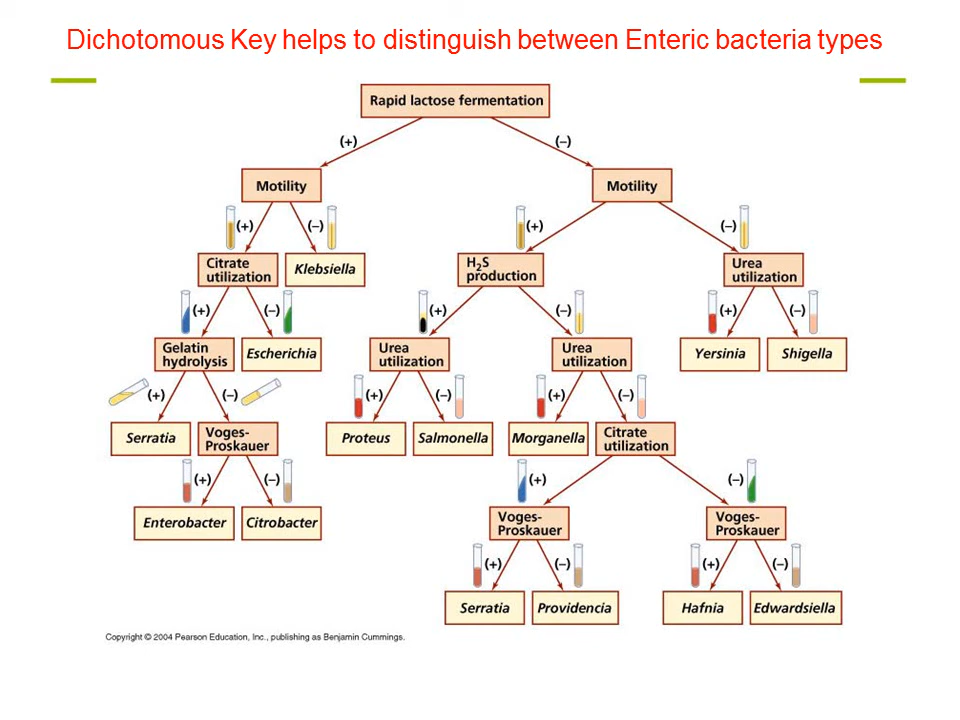 Dichotomous Key helps to distinguish between Enteric bacteria types
Rapid lactose fermentation
(+)
(–)
Motility
Motility
(+)
(–)
(+)
(–)
Citrate
utilization
Klebsiella
H2S
production
Urea
utilization
(+)
(–)
(+)
(–)
(+)
(–)
Gelatin
hydrolysis
Escherichia
Urea
utilization
Urea
utilization
Yersinia
Shigella
(+)
(–)
(+)
(–)
(+)
(–)
Serratia
Voges-
Proskauer
Proteus
Salmonella
Morganella
Citrate
utilization
(+)
(–)
(+)
(–)
Enterobacter
Citrobacter
Voges-
Proskauer
Voges-
Proskauer
(+)
(–)
(+)
(–)
Serratia
Providencia
Hafnia
Edwardsiella
Copyright © 2004 Pearson Education, Inc., publishing as Benjamin Cummings.